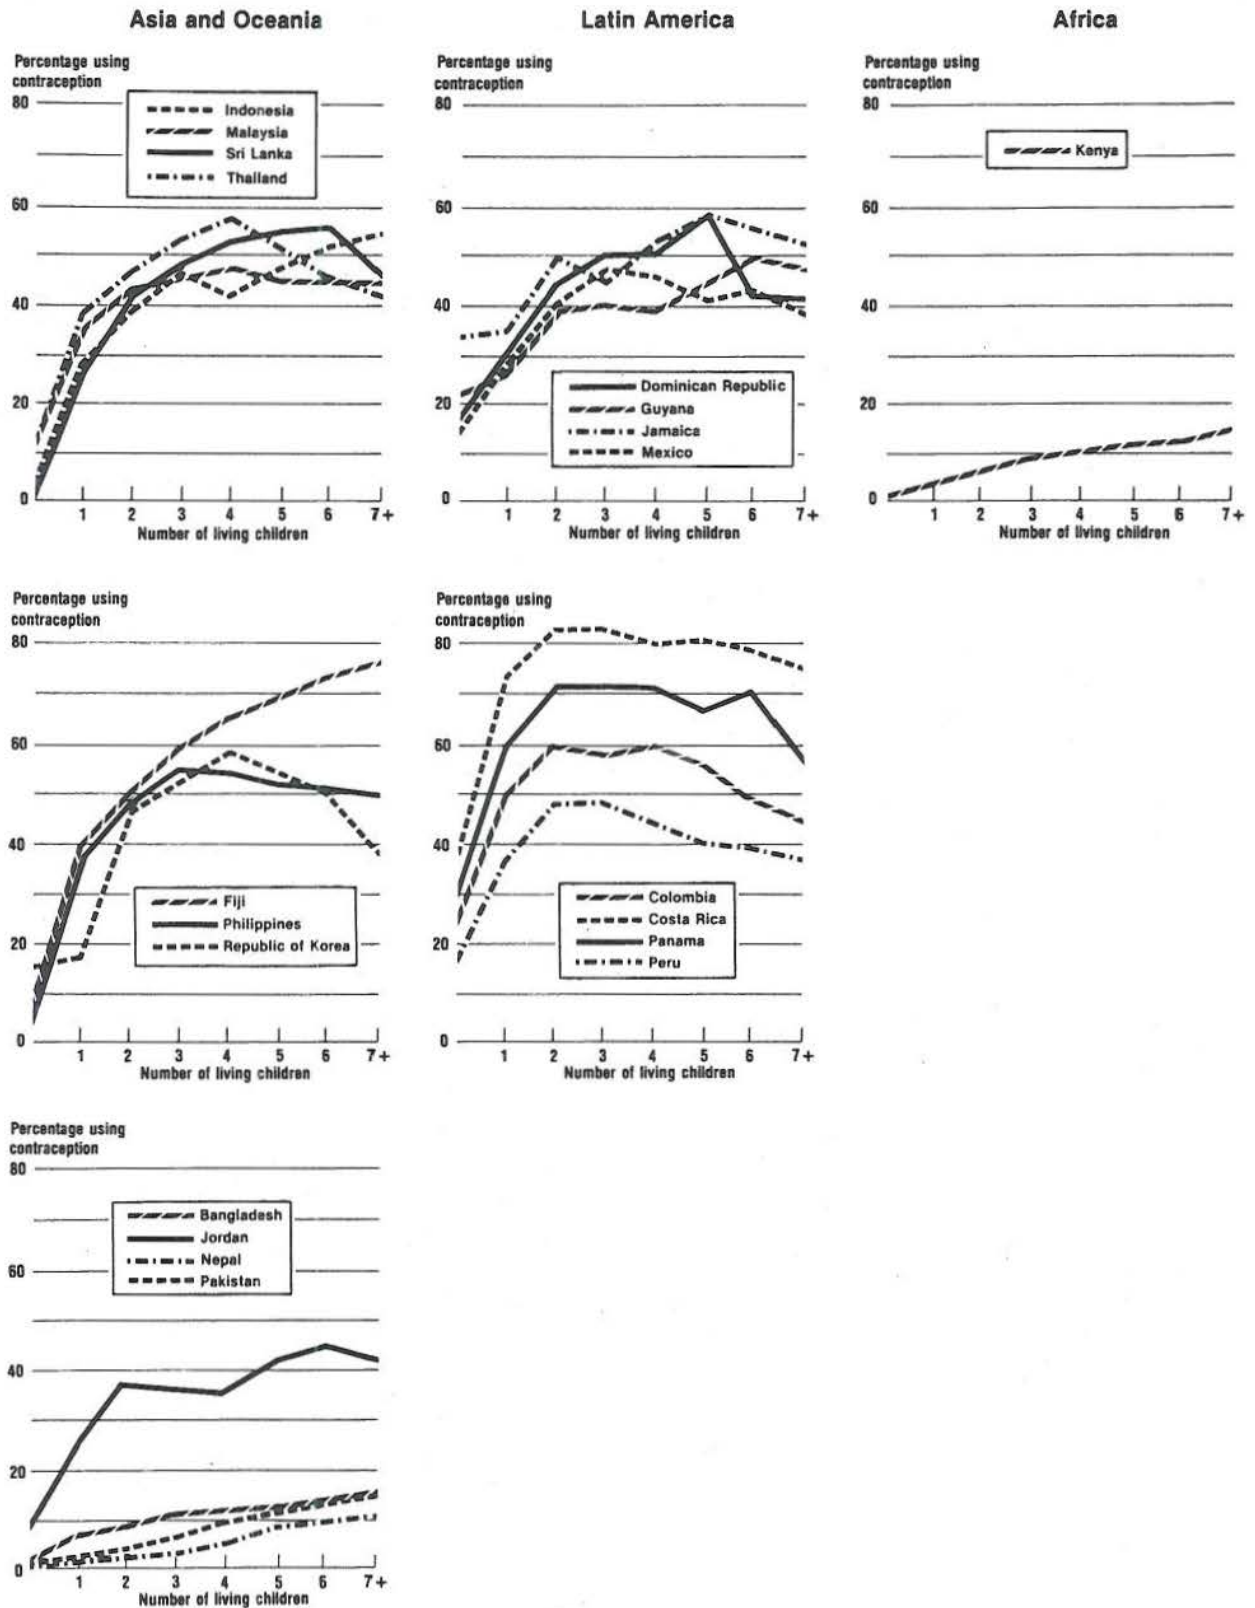 Asia and Oceania
Latin America
Africa
Percentage using
contraception
80
60
40
20
0
Indonesia
Malaysia
Sri Lanka
Thailand
1 2 3 4 5 6 7+
Number of living children
Percentage using
contraception
80
60
40
20
0
Dominican Republic
Guyana
Jamaica
Mexico
1 2 3 4 5 6 7+
Number of living children
Percentage using
contraception
80
60
40
20
0
Kenya
1 2 3 4 5 6 7+
Number of living children
Percentage using
contraception
80
60
40
20
0
Fiji
Philippines
Republic of Korea
1 2 3 4 5 6 7+
Number of living children
Percentage using
contraception
80
60
40
20
0
Colombia
Costa Rica
Panama
Peru
1 2 3 4 5 6 7+
Number of living children
Percentage using
contraception
80
60
40
20
0
Bangladesh
Jordan
Nepal
Pakistan
1 2 3 4 5 6 7+
Number of living children